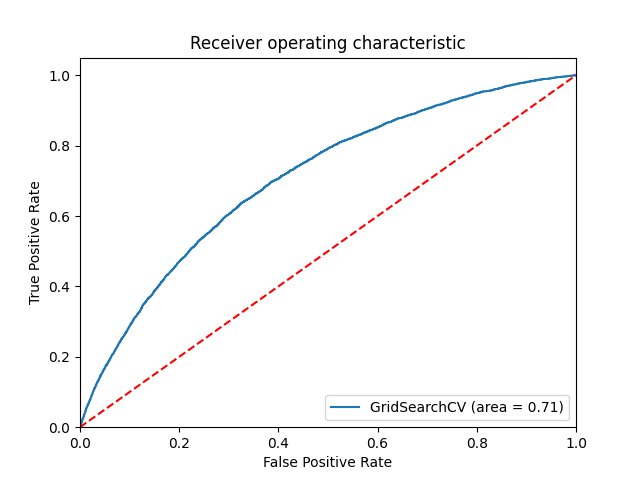 Receiver operating characteristic
True Positive Rate
1.0
0.8
0.6
0.4
0.2
0.0
GridSearchCV (area = 0.71)
0.0 0.2 0.4 0.6 0.8 1.0
False Positive Rate